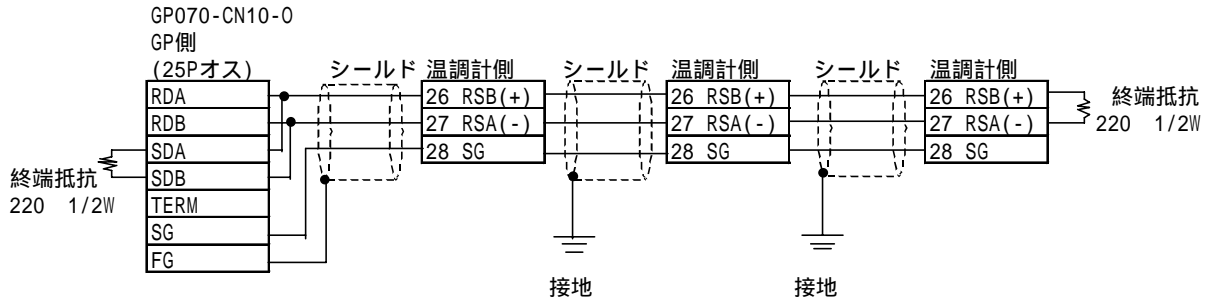 GP070-CN10-O
GP側
(25Pオス)
RDA
RDB
SDA
SDB
TERM
SG
FG
終端抵抗
220 1/2W
シールド
温調計側
26 RSB(+)
27 RSA(-)
28 SG
シールド
接地
温調計側
26 RSB(+)
27 RSA(-)
28 SG
シールド
接地
温調計側
26 RSB(+)
27 RSA(-)
28 SG
終端抵抗
220 1/2W